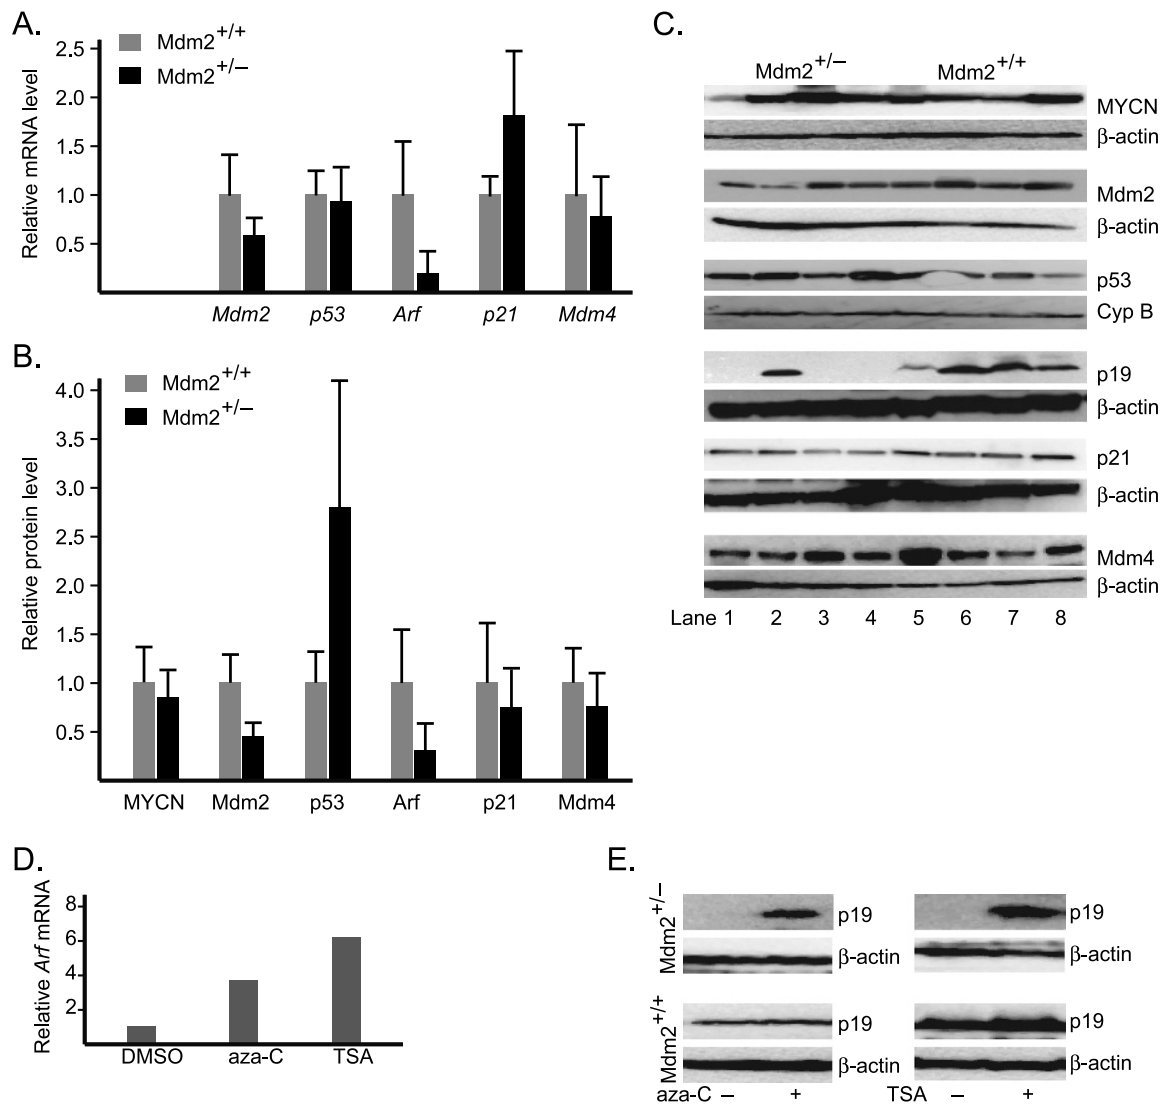 A.
Mdm2+/+
Mdm2+/–
Relative mRNA level
2.5
2.0
1.5
1.0
0.5
Mdm2 p53 Arf p21 Mdm4
B.
Mdm2+/+
Mdm2+/–
Relative protein level
4.0
3.5
3.0
2.5
2.0
1.5
1.0
0.5
MYCN Mdm2 p53 Arf p21 Mdm4
C.
Mdm2+/– Mdm2+/+
MYCN
β-actin
Mdm2
β-actin
p53
Cyp B
p19
β-actin
p21
β-actin
Mdm4
β-actin
Lane 1 2 3 4 5 6 7 8
D.
Relative Arf mRNA
8
6
4
2
DMSO aza-C TSA
E.
Mdm2+/–
p19 p19
β-actin β-actin
Mdm2+/+
p19 p19
β-actin β-actin
aza-C – + TSA – +